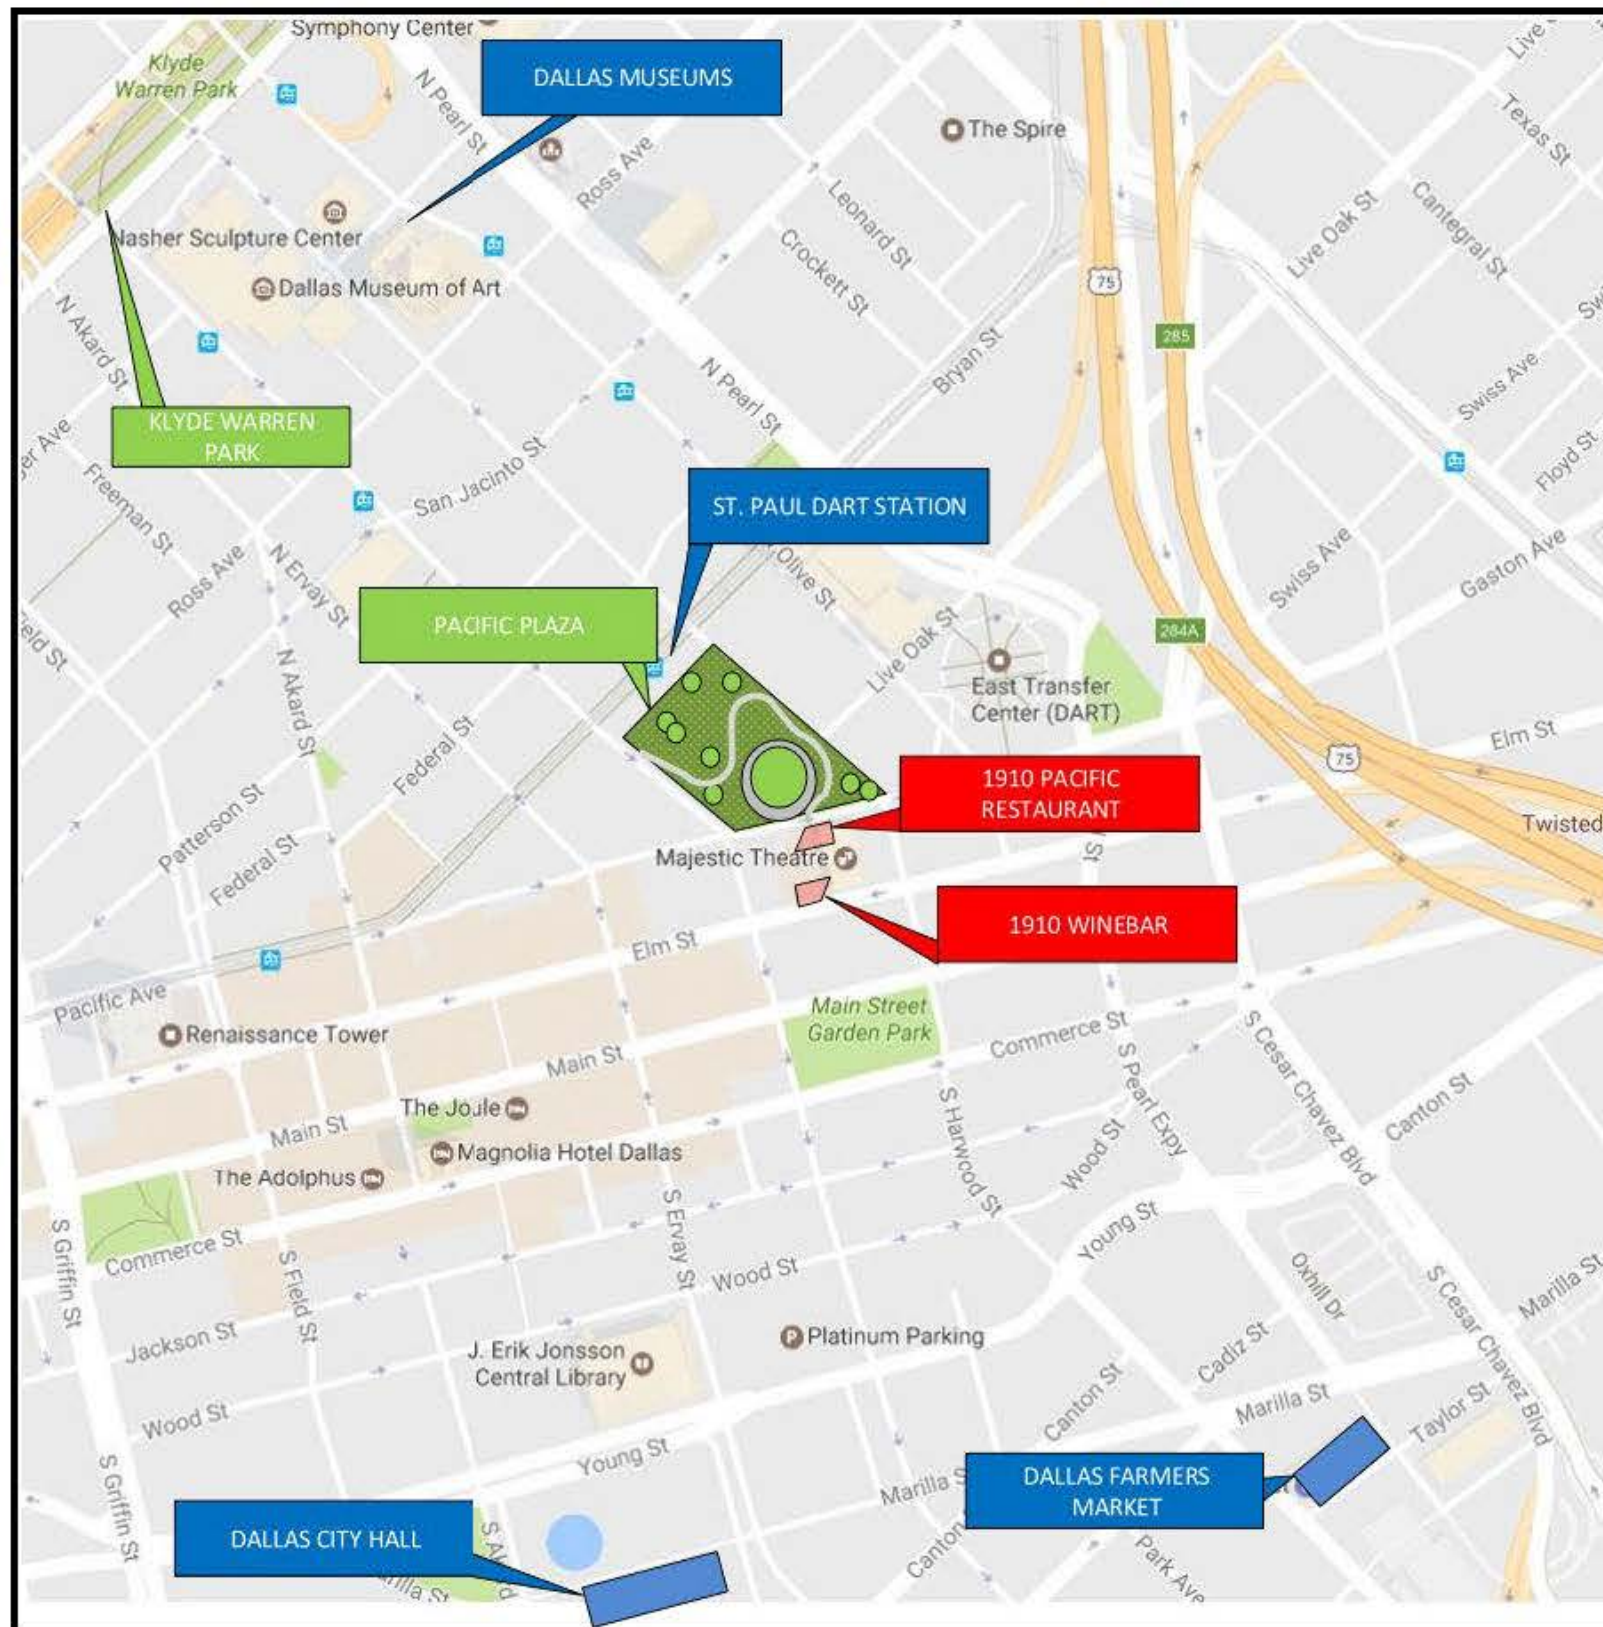 Symphony Center
Klyde
Warren Park
DALLAS MUSEUMS
N Pearl St
Ross Ave
The Spire
Live
Texas St
Leonard St
Crockett St
Live Oak St
Cantegral St
Nasher Sculpture Center
Dallas Museum of Art
75
285
N Akard St
N Pearl St
Bryan St
Swiss Ave
KLYDE WARREN
PARK
Freeman St
San Jacinto St
ST. PAUL DART STATION
Floyd St
Ross Ave
N Ervay St
Olive St
Swiss Ave
Gaston Ave
PACIFIC PLAZA
Live Oak St
284A
N Akard St
East Transfer
Center (DART)
Federal St
Elm St
75
1910 PACIFIC
RESTAURANT
Patterson St
Federal St
Majestic Theatre
St
Twisted
1910 WINEBAR
Elm St
Pacific Ave
Renaissance Tower
Main Street
Garden Park
Commerce St
Main St
S Pearl Expy
S Cesar Chavez Blvd
Canton St
The Joule
Main St
Magnolia Hotel Dallas
S Harwood St
Wood St
The Adolphus
S Griffin St
Commerce St
S Field St
S Ervay St
Wood St
Young St
Oxhill Dr
S Cesar Chavez Blvd
Marilla St
Jackson St
J. Erik Jonsson
Central Library
Platinum Parking
Cadiz St
Canton St
Marilla St
Taylor St
Wood St
Young St
S Griffin St
Marilla S
DALLAS FARMERS
MARKET
DALLAS CITY HALL
Canton
Park Ave